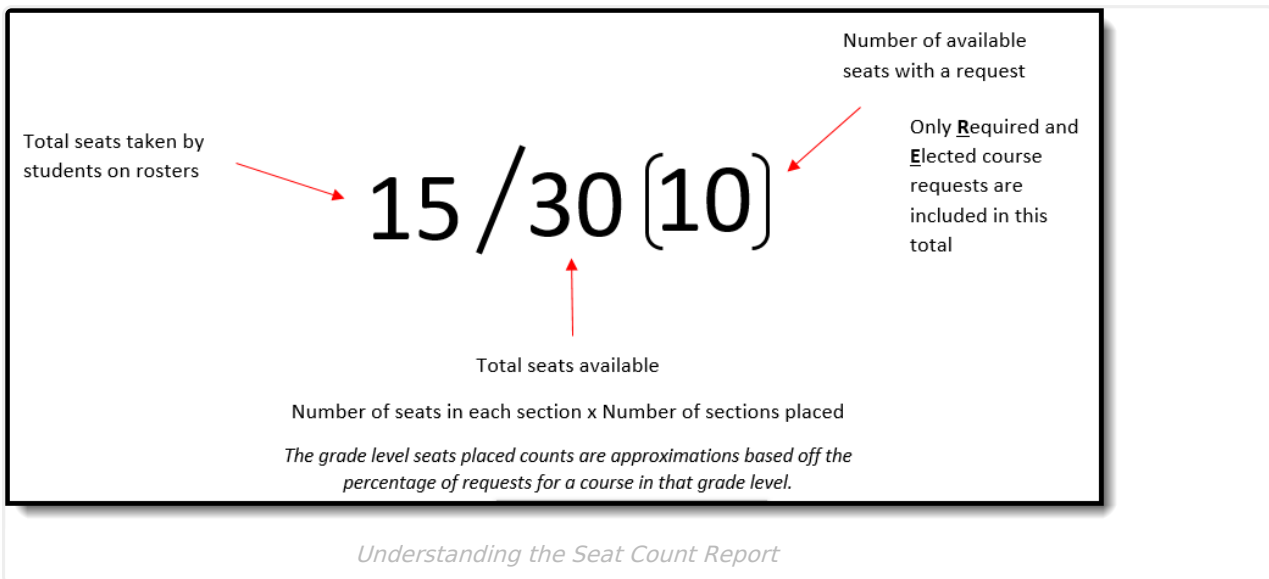 Number of available
seats with a request
Total seats taken by
students on rosters
Only Required and
Elected course
requests are
included in this
total
15/30(10)
Total seats available
Number of seats in each section x Number of sections placed
The grade level seats placed counts are approximations based off the
percentage of requests for a course in that grade level.
Understanding the Seat Count Report